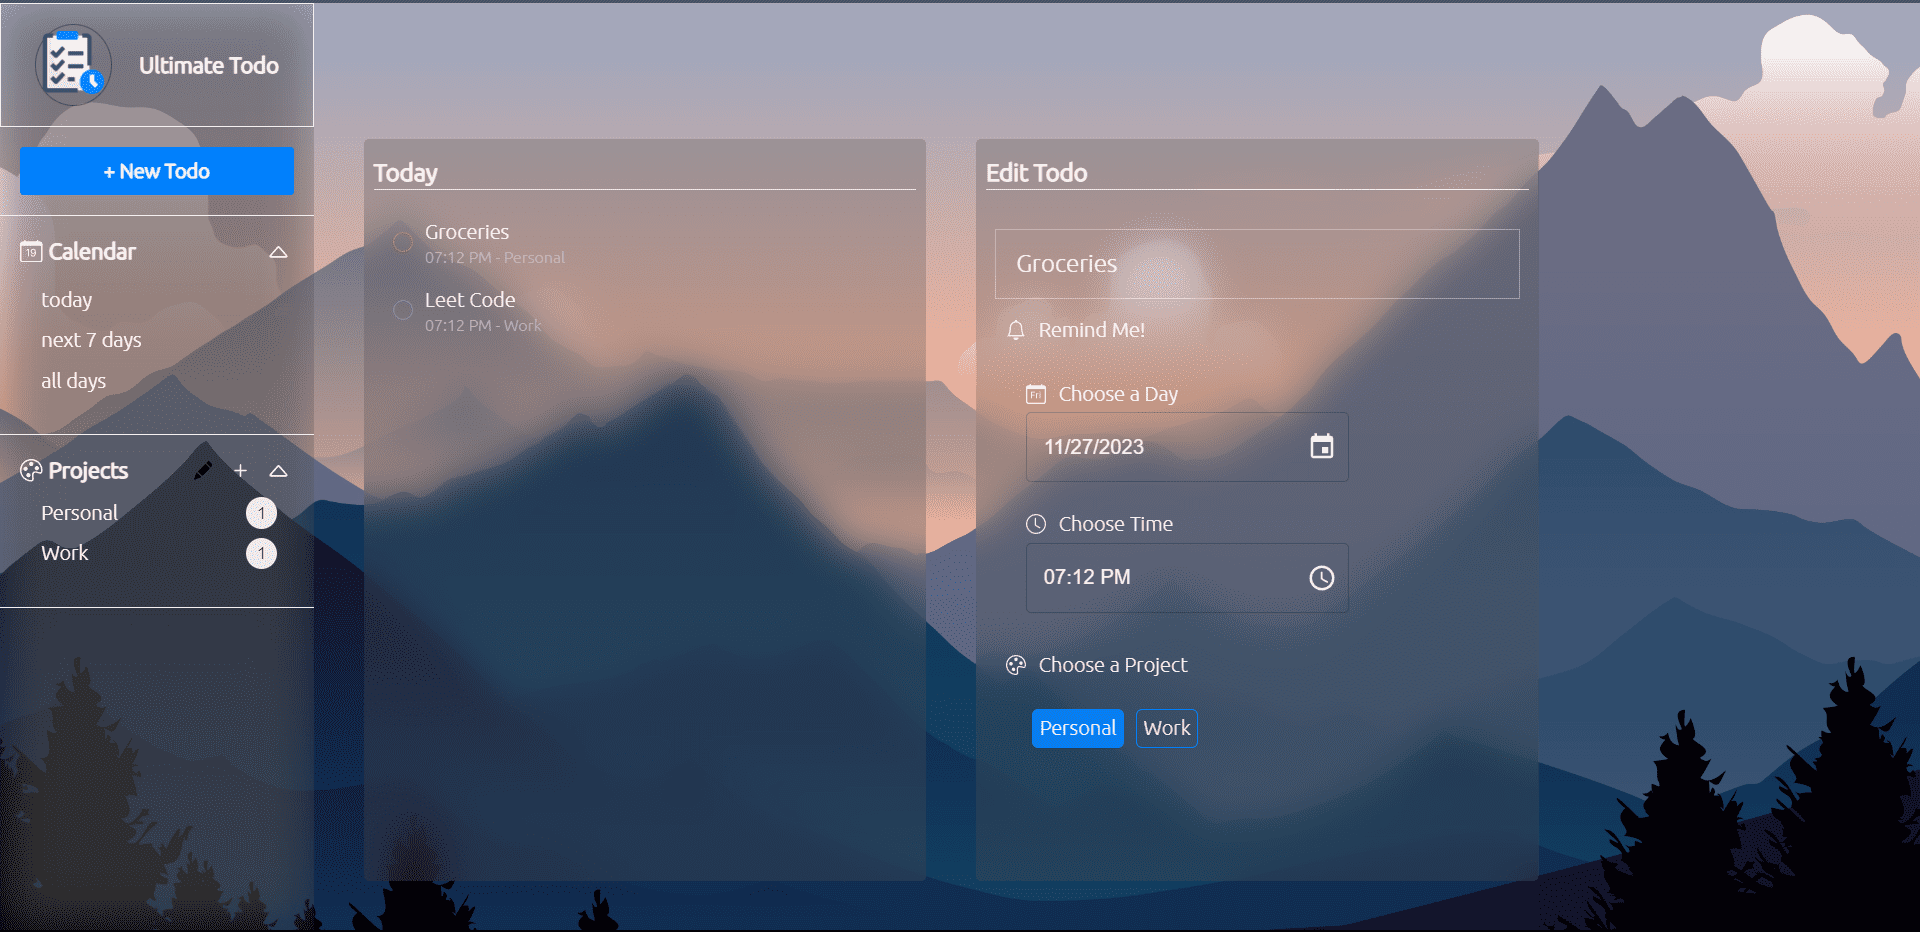 Ultimate Todo
+ New Todo
19 Calendar
today
next 7 days
all days
Projects +
Personal 1
Work 1
Today
Groceries
07:12 PM - Personal
Leet Code
07:12 PM - Work
Edit Todo
Groceries
Remind Me!
Fri Choose a Day
11/27/2023
Choose Time
07:12 PM
Choose a Project
Personal Work